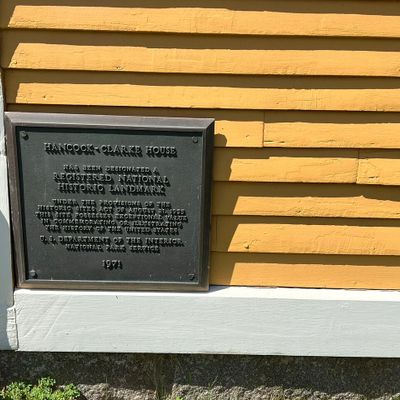 HANCOCK-CLARKE HOUSE
HAS BEEN DESIGNATED A
REGISTERED NATIONAL
HISTORIC LANDMARK
UNDER THE PROVISIONS OF THE
HISTORIC SITES ACT OF AUGUST 21, 1935
THIS SITE POSSESSES EXCEPTIONAL VALUE
IN COMMEMORATING OR ILLUSTRATING
THE HISTORY OF THE UNITED STATES
U. S. DEPARTMENT OF THE INTERIOR
NATIONAL PARK SERVICE
1971